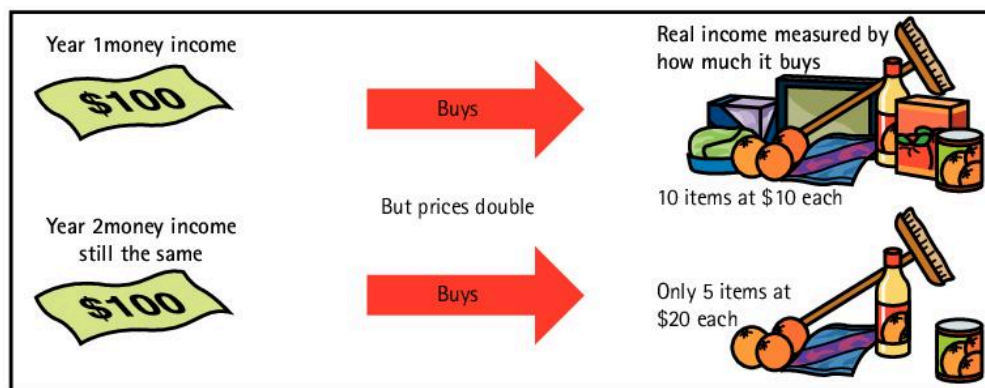 Year 1money income
$100
Buys
Real income measured by
how much it buys
10 items at $10 each
But prices double
Year 2money income
still the same
$100
Buys
Only 5 items at
$20 each